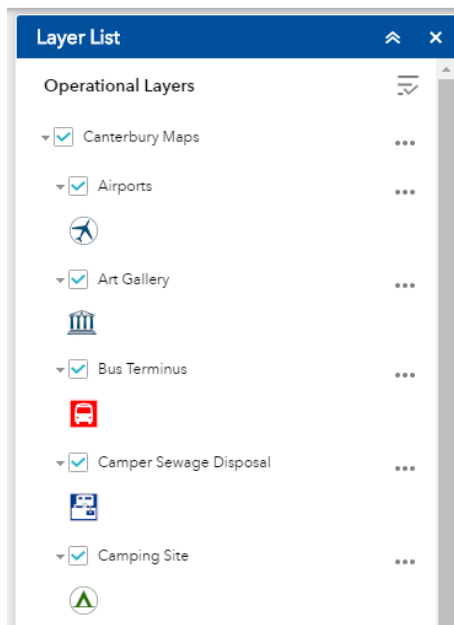 Layer List
Operational Layers
Canterbury Maps
Airports
Art Gallery
Bus Terminus
Camper Sewage Disposal
Camping Site